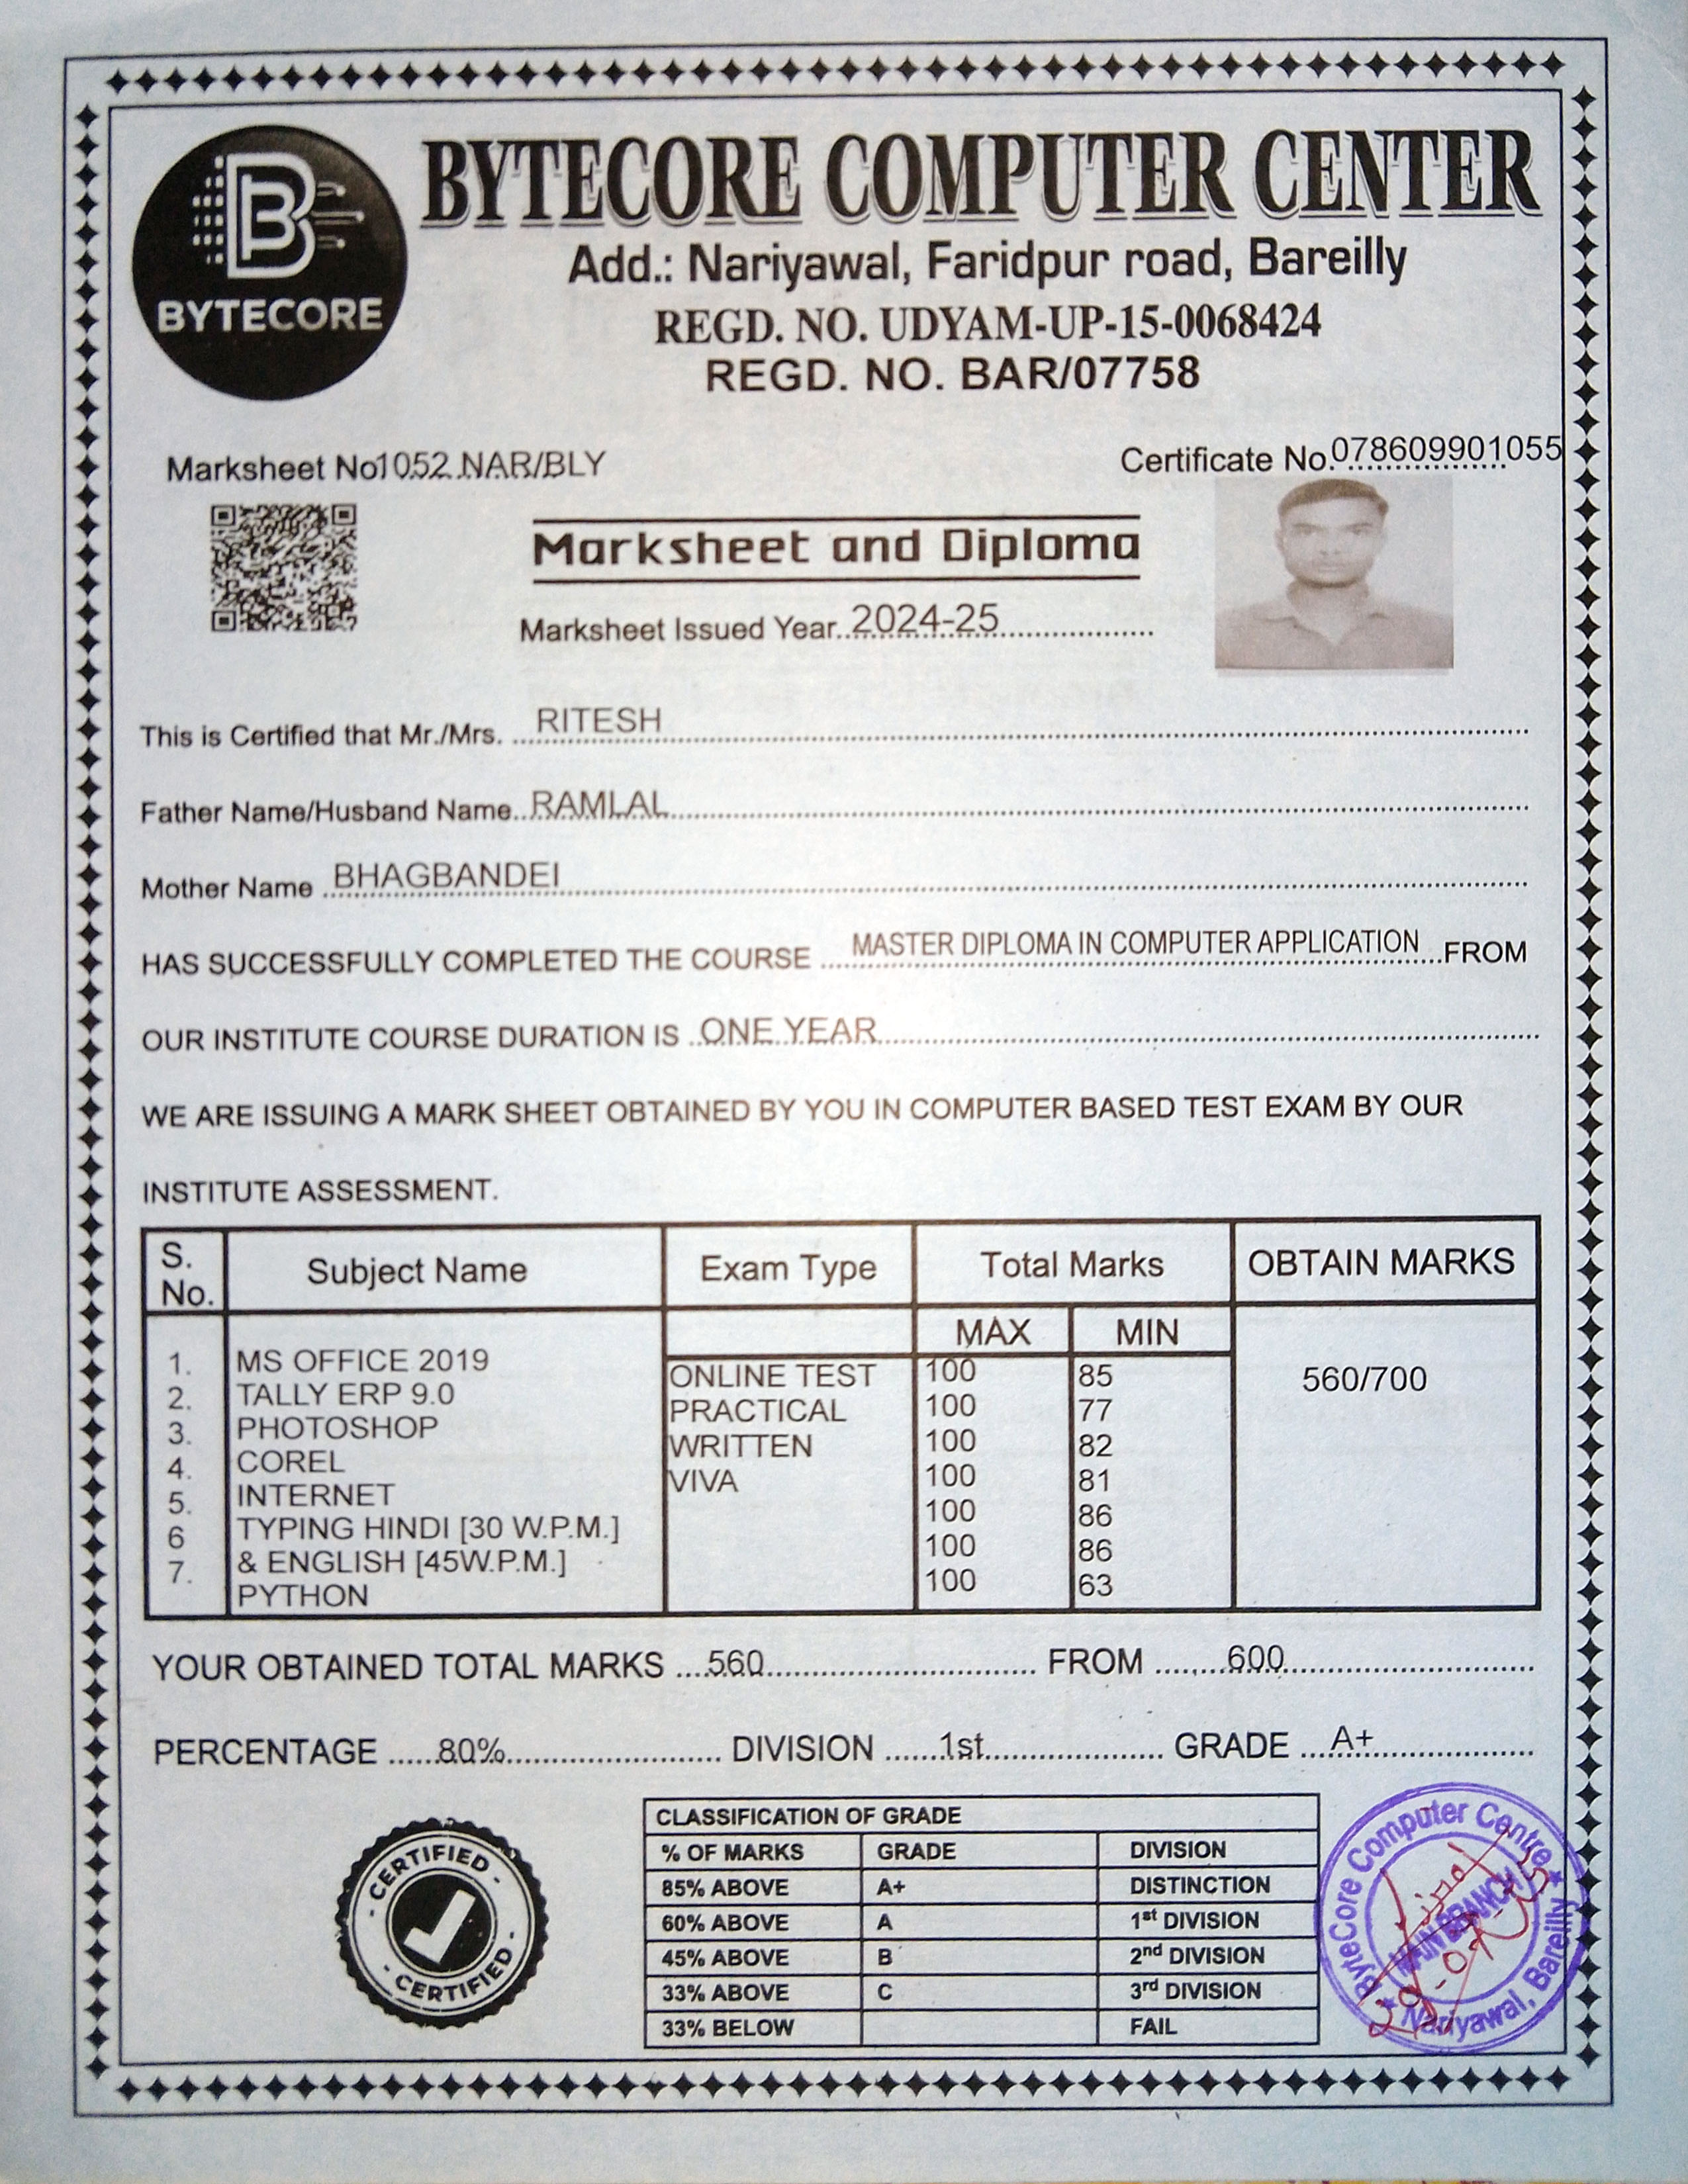 BYTECORE
BYTECORE COMPUTER CENTER
Add.: Nariyawal, Faridpur road, Bareilly
REGD. NO. UDYAM-UP-15-0068424
REGD. NO. BAR/07758
Marksheet No1052 NAR/BLY
Certificate No.078609901055
Marksheet and Diploma
Marksheet Issued Year 2024-25
This is Certified that Mr./Mrs. RITESH
Father Name/Husband Name RAMLAL
Mother Name BHAGBANDEI
HAS SUCCESSFULLY COMPLETED THE COURSE MASTER DIPLOMA IN COMPUTER APPLICATION FROM
OUR INSTITUTE COURSE DURATION IS ONE YEAR
WE ARE ISSUING A MARK SHEET OBTAINED BY YOU IN COMPUTER BASED TEST EXAM BY OUR
INSTITUTE ASSESSMENT.
S. No. Subject Name Exam Type Total Marks OBTAIN MARKS
MAX MIN
1. MS OFFICE 2019 ONLINE TEST 100 85 560/700
2. TALLY ERP 9.0 PRACTICAL 100 77
3. PHOTOSHOP WRITTEN 100 82
4. COREL VIVA 100 81
5. INTERNET 100 86
6 TYPING HINDI [30 W.P.M.] 100 86
7. & ENGLISH [45W.P.M.] 100 63
PYTHON
YOUR OBTAINED TOTAL MARKS 560 FROM 600
PERCENTAGE 80% DIVISION 1st GRADE A+
CERTIFIED
CERTIFIED
CLASSIFICATION OF GRADE
% OF MARKS GRADE DIVISION
85% ABOVE A+ DISTINCTION
60% ABOVE A 1st DIVISION
45% ABOVE B 2nd DIVISION
33% ABOVE C 3rd DIVISION
33% BELOW FAIL
ByteCore Computer Centre
MAIN BRANCH
Nariyawal, Bareilly